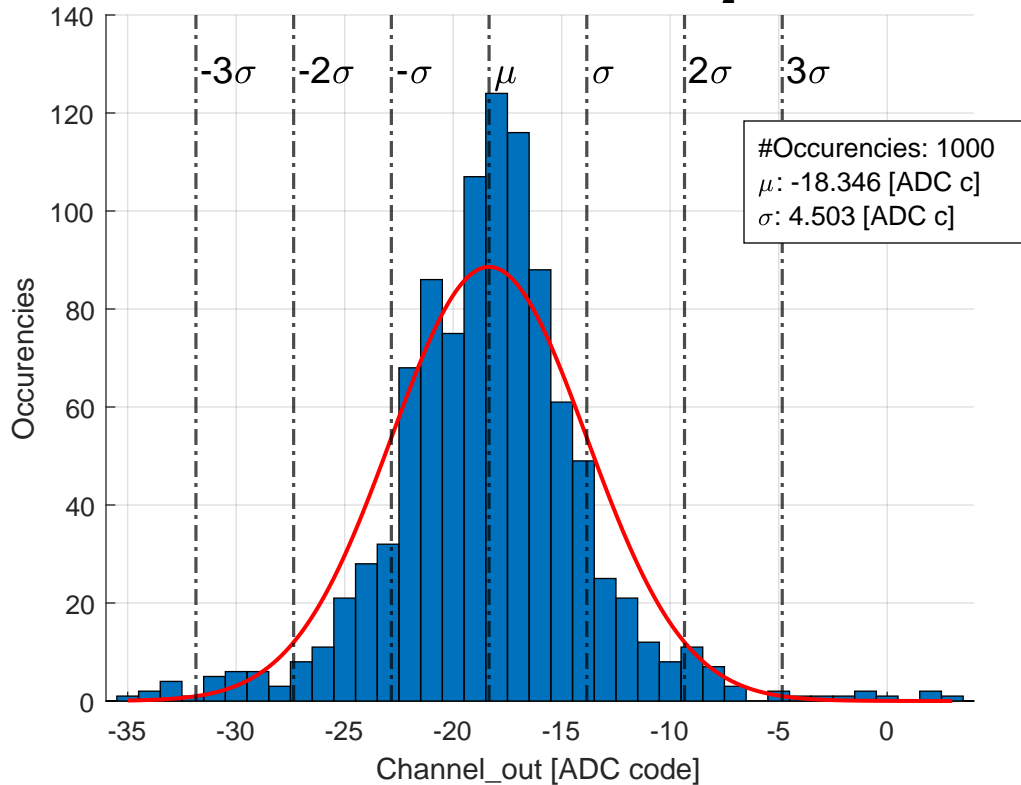 2
140
120
100
80
60
40
20
0
Occurencies
-3σ -2σ -σ μ σ 2σ 3σ
#Occurencies: 1000
μ: -18.346 [ADC c]
σ: 4.503 [ADC c]
-35 -30 -25 -20 -15 -10 -5 0
Channel_out [ADC code]